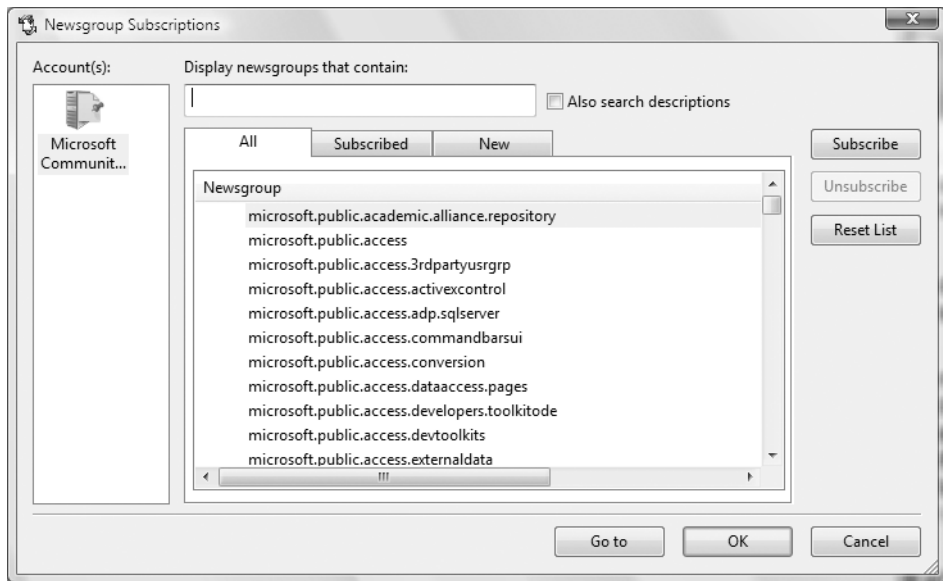 Newsgroup Subscriptions
Account(s):
Display newsgroups that contain:
Also search descriptions
Microsoft
Communit...
All Subscribed New
Subscribe
Unsubscribe
Reset List
Newsgroup
microsoft.public.academic.alliance.repository
microsoft.public.access
microsoft.public.access.3rdpartyusrgrp
microsoft.public.access.activexcontrol
microsoft.public.access.adp.sqlserver
microsoft.public.access.commandbarsui
microsoft.public.access.conversion
microsoft.public.access.dataaccess.pages
microsoft.public.access.developers.toolkitode
microsoft.public.access.devtoolkits
microsoft.public.access.externaldata
Go to OK Cancel